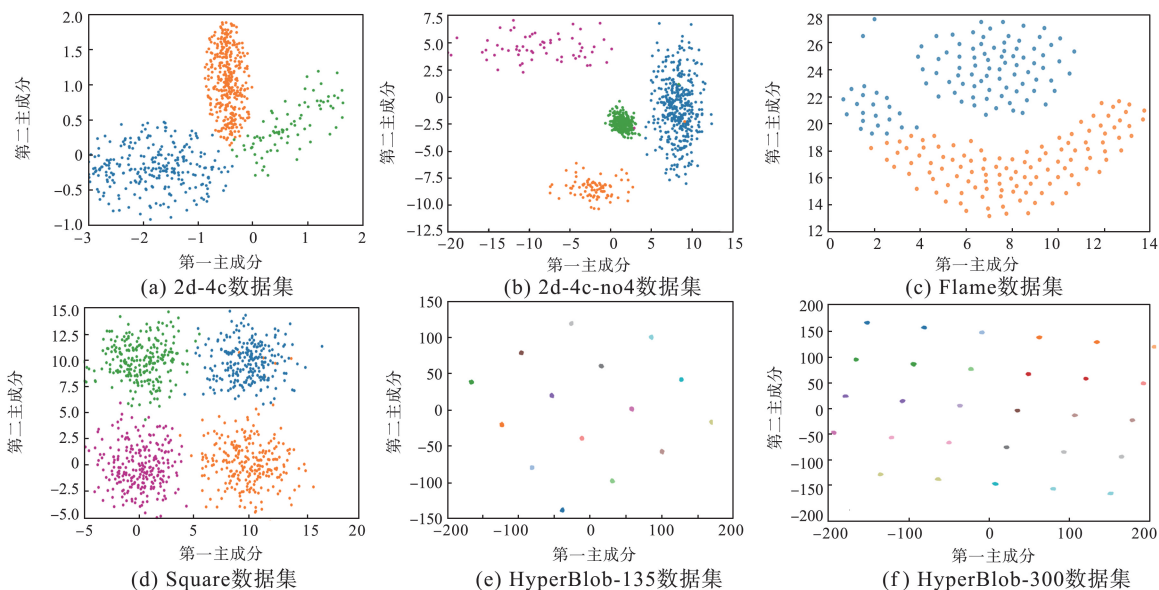 2.0
1.5
1.0
0.5
0
−0.5
−1.0
第二主成分
−3 −2 −1 0 1 2
第一主成分
(a) 2d-4c数据集
7.5
5.0
2.5
0
−2.5
−5.0
−7.5
−10.0
−12.5
第二主成分
−20 −15 −10 −5 0 5 10 15
第一主成分
(b) 2d-4c-no4数据集
28
26
24
22
20
18
16
14
12
第二主成分
0 2 4 6 8 10 12 14
第一主成分
(c) Flame数据集
15.0
12.5
10.0
7.5
5.0
2.5
0
−2.5
−5.0
第二主成分
−5 0 5 10 15 20
第一主成分
(d) Square数据集
150
100
50
0
−50
−100
−150
第二主成分
−200 −100 0 100 200
第一主成分
(e) HyperBlob-135数据集
200
150
100
50
0
−50
−100
−150
−200
第二主成分
−200 −100 0 100 200
第一主成分
(f) HyperBlob-300数据集